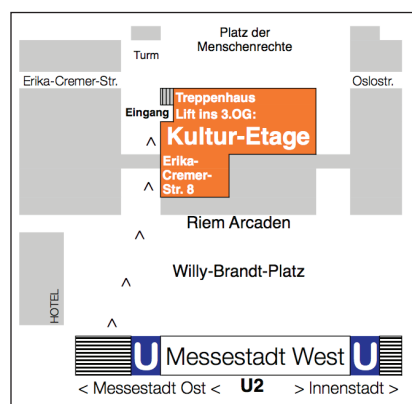 Platz der
Menschenrechte
Turm
Erika-Cremer-Str.
Oslostr.
Eingang
Treppenhaus
Lift ins 3.OG:
Kultur-Etage
Erika-
Cremer-
Str. 8
Riem Arcaden
Willy-Brandt-Platz
HOTEL
U Messestadt West U
< Messestadt Ost < U2 > Innenstadt >